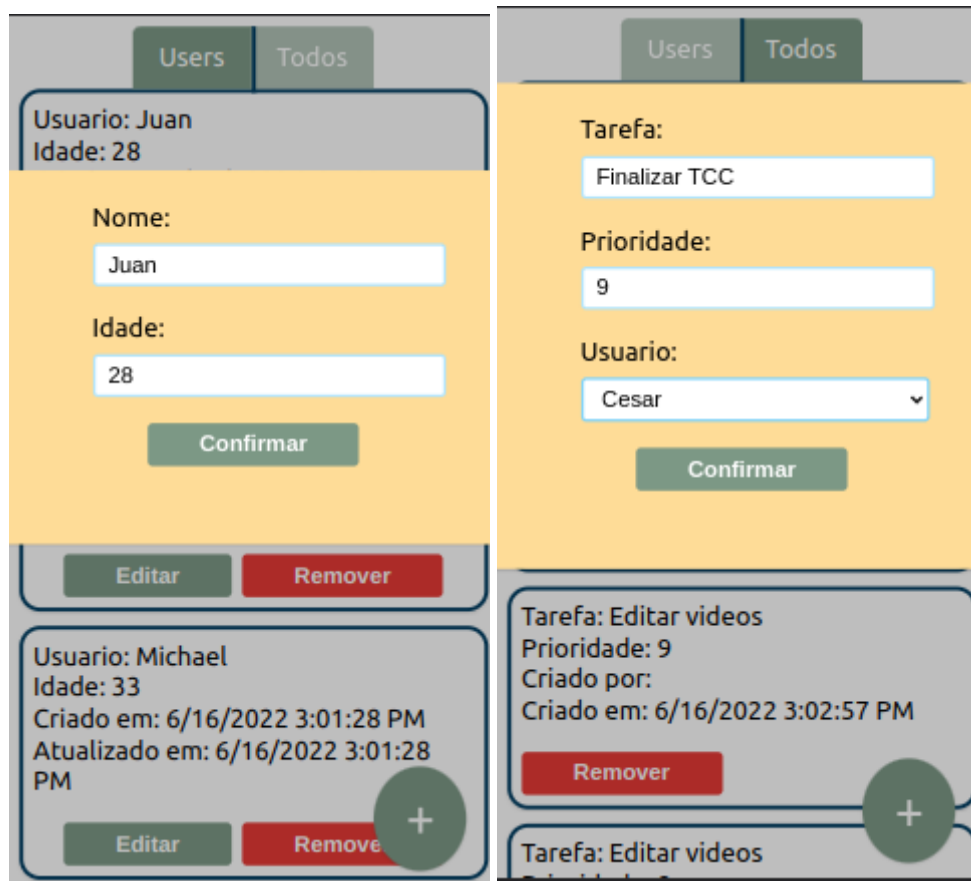 Users Todos
Usuario: Juan
Idade: 28
Nome:
Juan
Idade:
28
Confirmar
Editar Remover
Usuario: Michael
Idade: 33
Criado em: 6/16/2022 3:01:28 PM
Atualizado em: 6/16/2022 3:01:28
PM
Editar Remove
+
Users Todos
Tarefa:
Finalizar TCC
Prioridade:
9
Usuario:
Cesar
Confirmar
Tarefa: Editar videos
Prioridade: 9
Criado por:
Criado em: 6/16/2022 3:02:57 PM
Remover
+
Tarefa: Editar videos